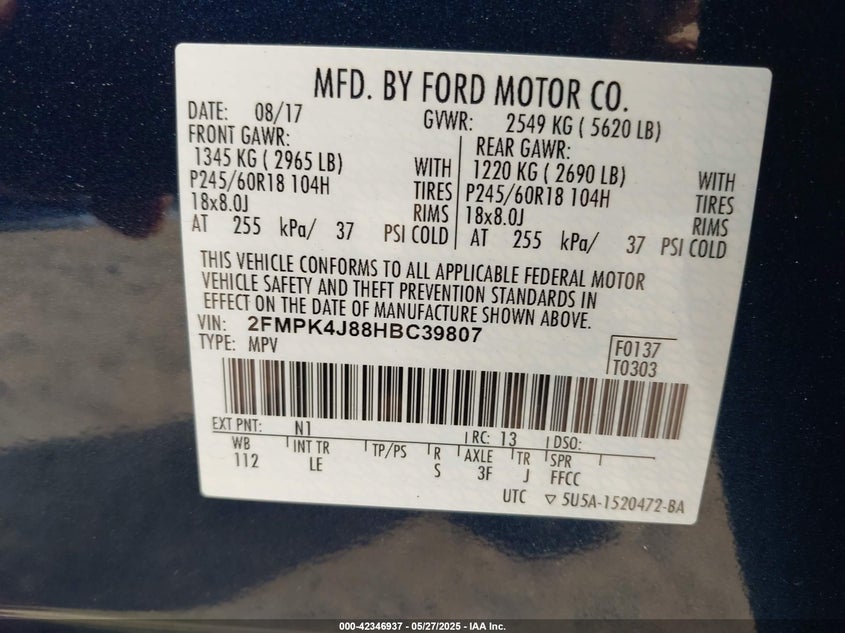 MFD. BY FORD MOTOR CO.
DATE: 08/17 GVWR: 2549 KG ( 5620 LB)
FRONT GAWR: REAR GAWR:
1345 KG ( 2965 LB) WITH 1220 KG ( 2690 LB) WITH
P245/60R18 104H TIRES P245/60R18 104H TIRES
18x8.0J RIMS 18x8.0J RIMS
AT 255 kPa/ 37 PSI COLD AT 255 kPa/ 37 PSI COLD
THIS VEHICLE CONFORMS TO ALL APPLICABLE FEDERAL MOTOR
VEHICLE SAFETY AND THEFT PREVENTION STANDARDS IN
EFFECT ON THE DATE OF MANUFACTURE SHOWN ABOVE.
VIN: 2FMPK4J88HBC39807
TYPE: MPV F0137
T0303
EXT PNT: N1 RC: 13 DSO:
WB INT TR TP/PS R AXLE TR SPR
112 LE S 3F J FFCC
UTC ▽ 5U5A-1520472-BA
000-42346937 - 05/27/2025 - IAA Inc.